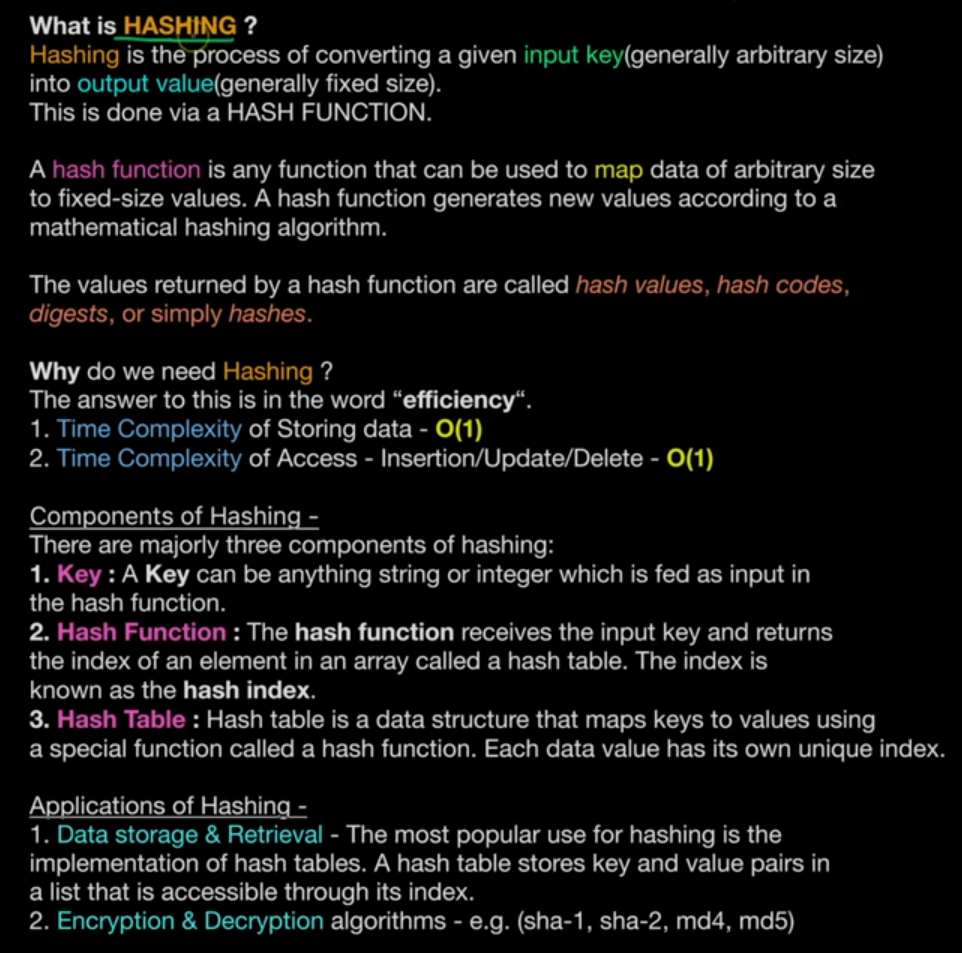 What is HASHING ?
Hashing is the process of converting a given input key(generally arbitrary size)
into output value(generally fixed size).
This is done via a HASH FUNCTION.
A hash function is any function that can be used to map data of arbitrary size
to fixed-size values. A hash function generates new values according to a
mathematical hashing algorithm.
The values returned by a hash function are called hash values, hash codes,
digests, or simply hashes.
Why do we need Hashing ?
The answer to this is in the word “efficiency“.
1. Time Complexity of Storing data - O(1)
2. Time Complexity of Access - Insertion/Update/Delete - O(1)
Components of Hashing -
There are majorly three components of hashing:
1. Key : A Key can be anything string or integer which is fed as input in
the hash function.
2. Hash Function : The hash function receives the input key and returns
the index of an element in an array called a hash table. The index is
known as the hash index.
3. Hash Table : Hash table is a data structure that maps keys to values using
a special function called a hash function. Each data value has its own unique index.
Applications of Hashing -
1. Data storage & Retrieval - The most popular use for hashing is the
implementation of hash tables. A hash table stores key and value pairs in
a list that is accessible through its index.
2. Encryption & Decryption algorithms - e.g. (sha-1, sha-2, md4, md5)